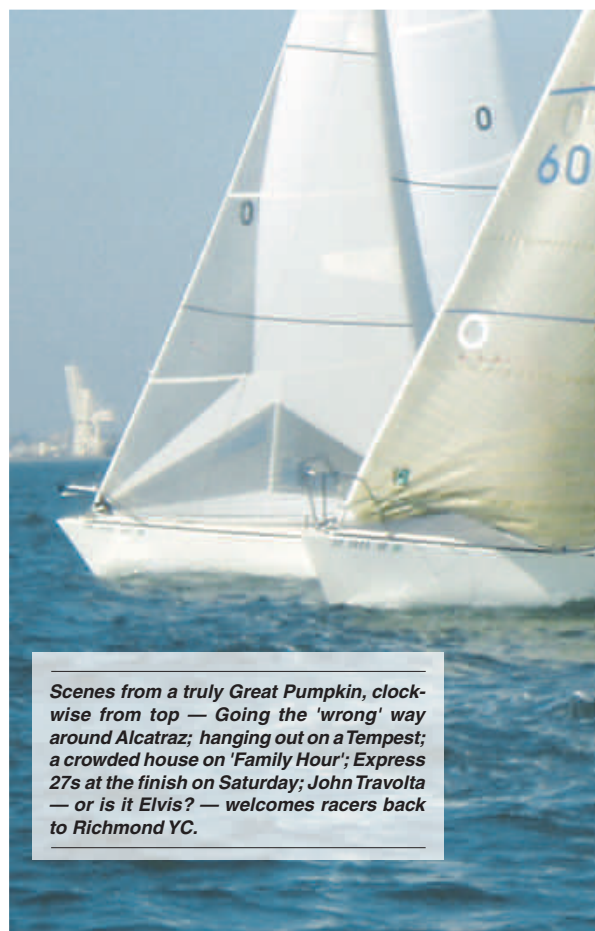 0
0
60
Scenes from a truly Great Pumpkin, clock-
wise from top — Going the 'wrong' way
around Alcatraz; hanging out on a Tempest;
a crowded house on 'Family Hour'; Express
27s at the finish on Saturday; John Travolta
— or is it Elvis? — welcomes racers back
to Richmond YC.